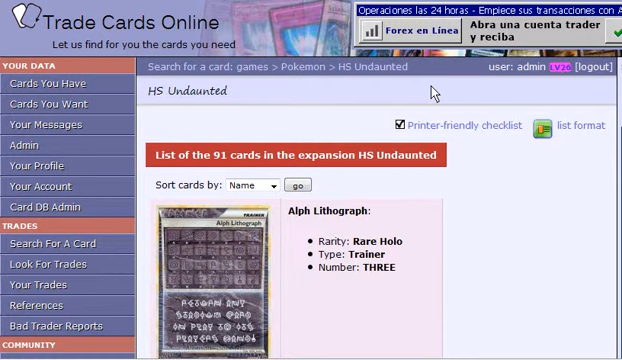 Trade Cards Online
Let us find for you the cards you need
Operaciones las 24 horas - Empiece sus transacciones con A
Forex en Línea
Abra una cuenta trader
y reciba
YOUR DATA
Cards You Have
Cards You Want
Your Messages
Admin
Your Profile
Your Account
Card DB Admin
TRADES
Search For A Card
Look For Trades
Your Trades
References
Bad Trader Reports
COMMUNITY
Search for a card: games > Pokemon > HS Undaunted
user: admin LV26 [logout]
HS Undaunted
Printer-friendly checklist
list format
List of the 91 cards in the expansion HS Undaunted
Sort cards by: Name go
TRAINER
Alph Lithograph
Alph Lithograph:
Rarity: Rare Holo
Type: Trainer
Number: THREE